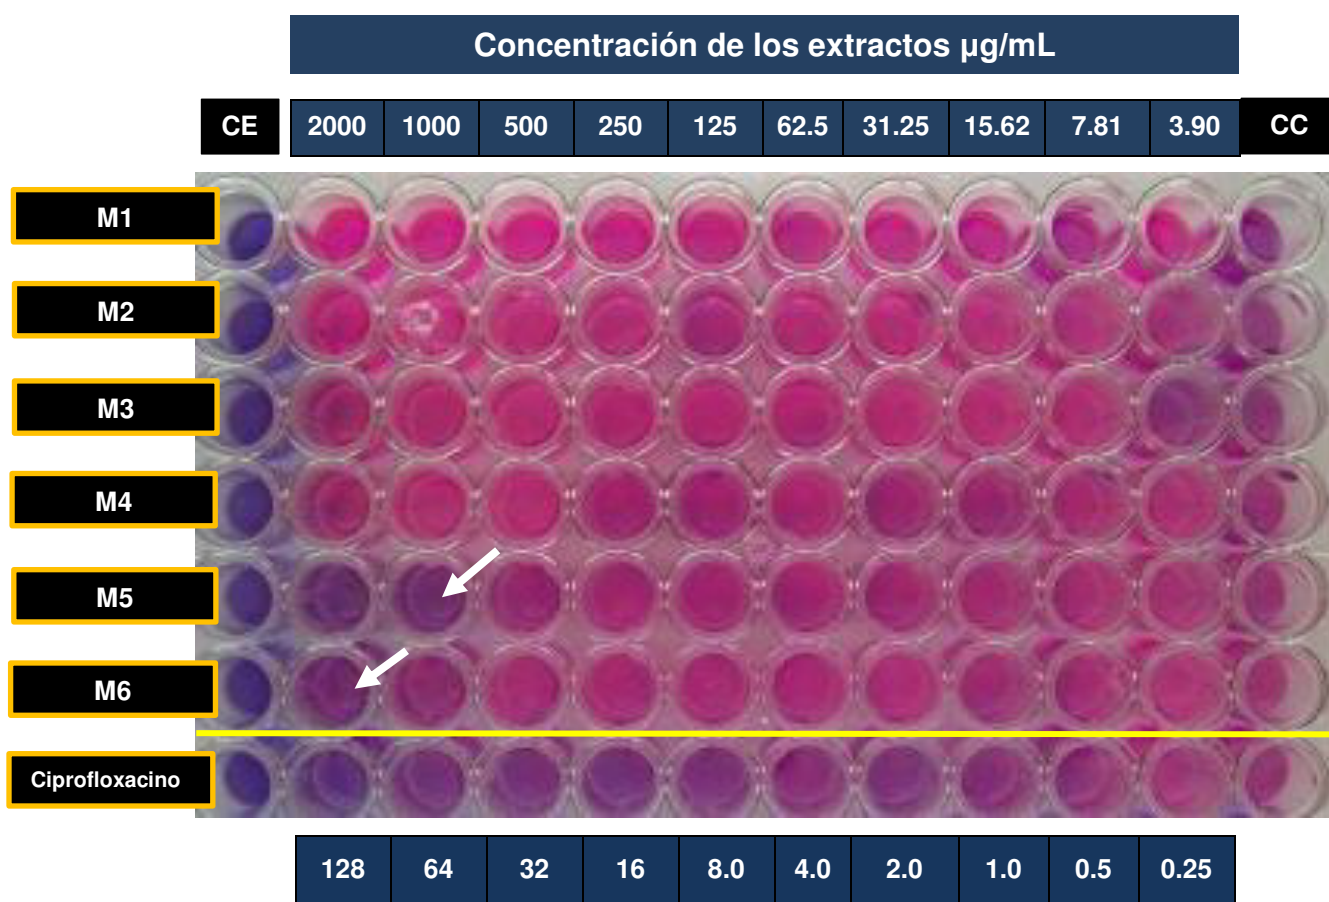 Concentración de los extractos µg/mL
CE 2000 1000 500 250 125 62.5 31.25 15.62 7.81 3.90 CC
M1
M2
M3
M4
M5
M6
Ciprofloxacino
128 64 32 16 8.0 4.0 2.0 1.0 0.5 0.25